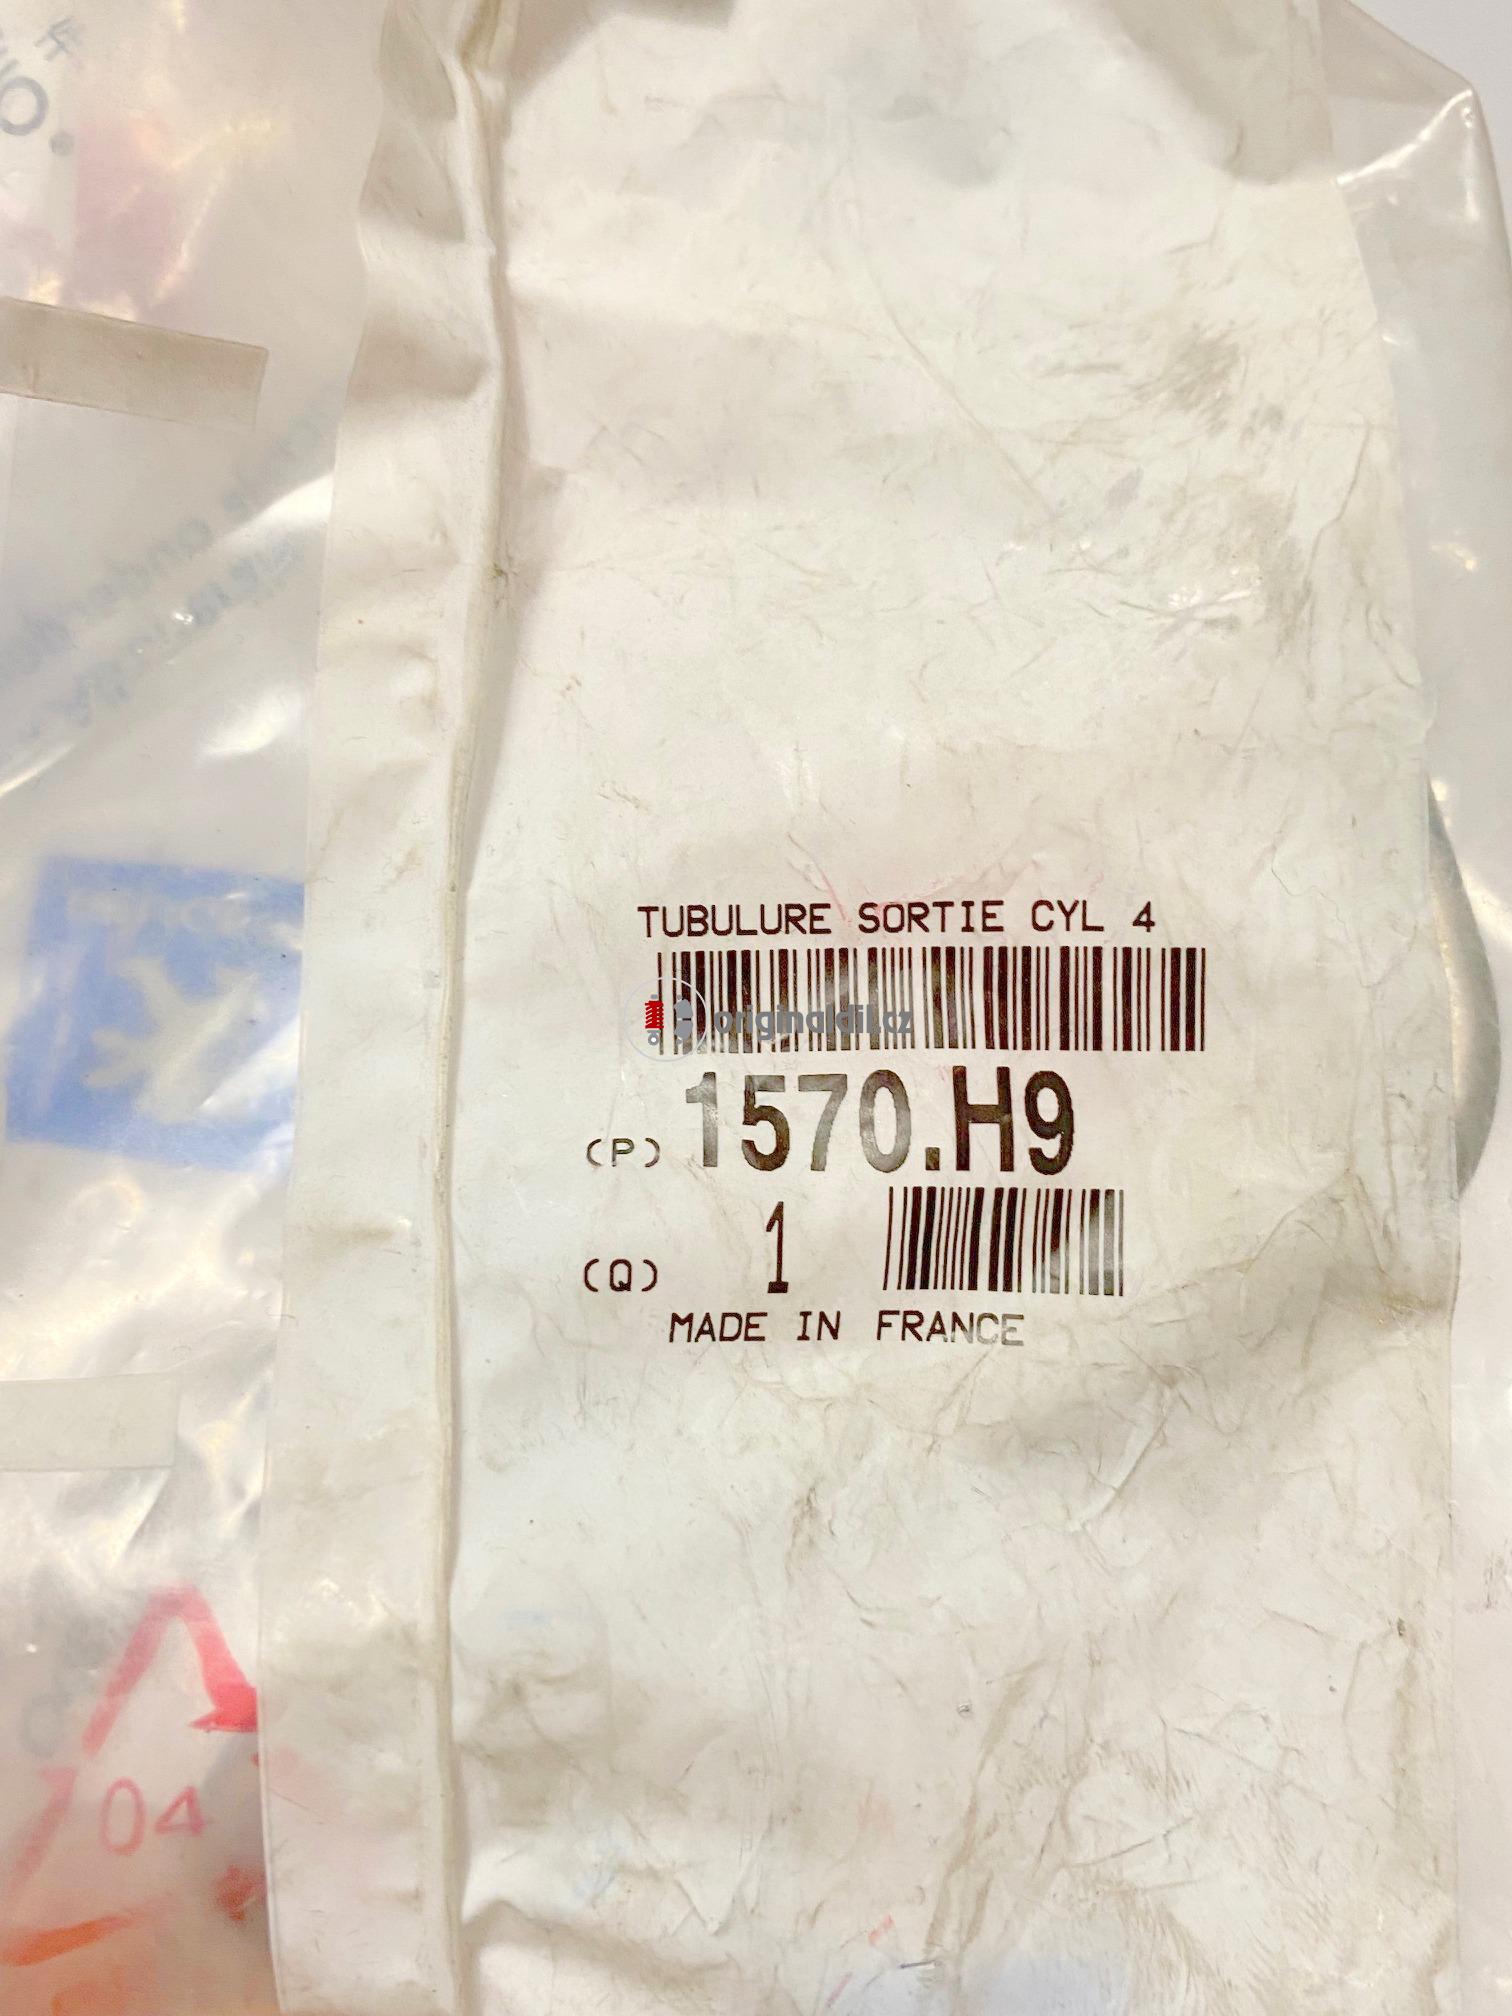 TUBULURE SORTIE CYL 4
originaldil.cz
(P) 1570.H9
(Q) 1
MADE IN FRANCE
04